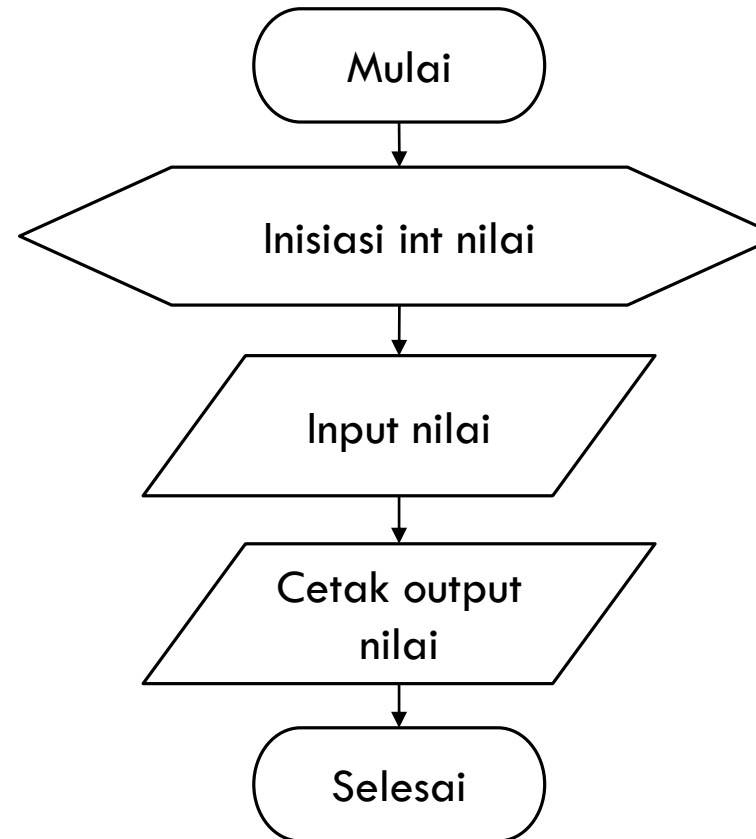 Mulai
Inisiasi int nilai
Input nilai
Cetak output
nilai
Selesai